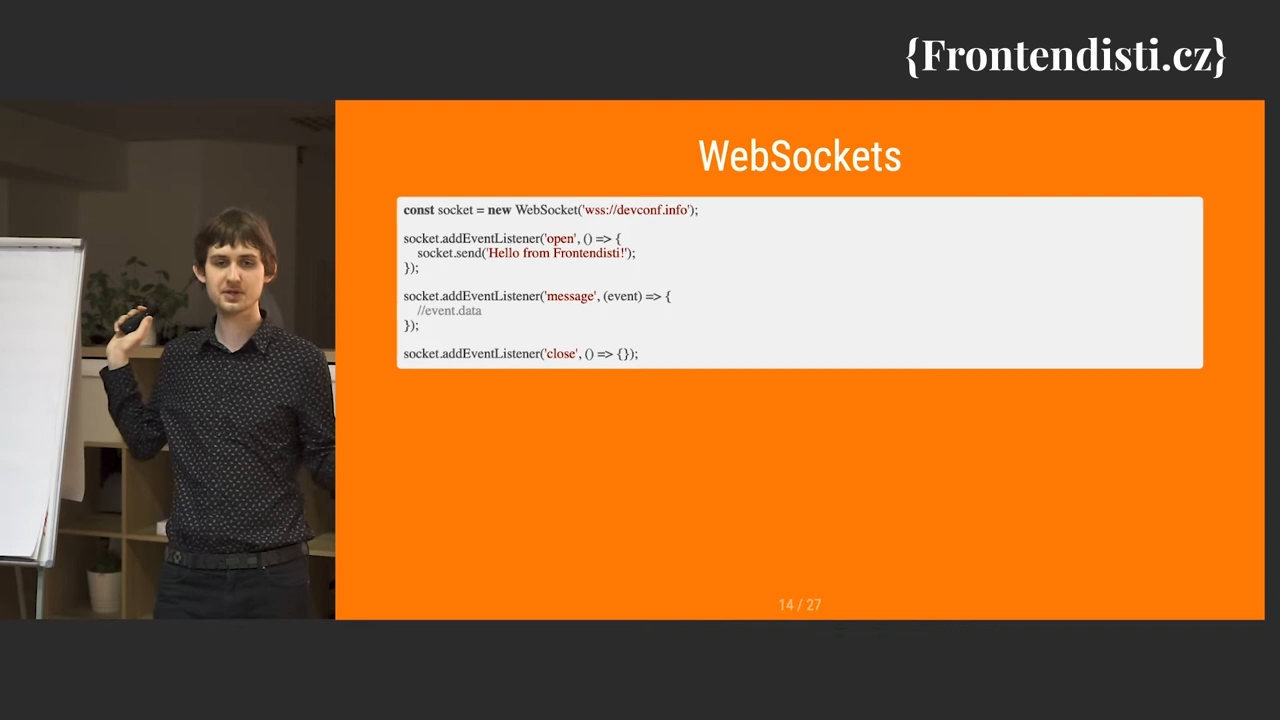 {Frontendisti.cz}
WebSockets
const socket = new WebSocket('wss://devconf.info');
socket.addEventListener('open', () => {
socket.send('Hello from Frontendisti!');
});
socket.addEventListener('message', (event) => {
//event.data
});
socket.addEventListener('close', () => {});
14 / 27